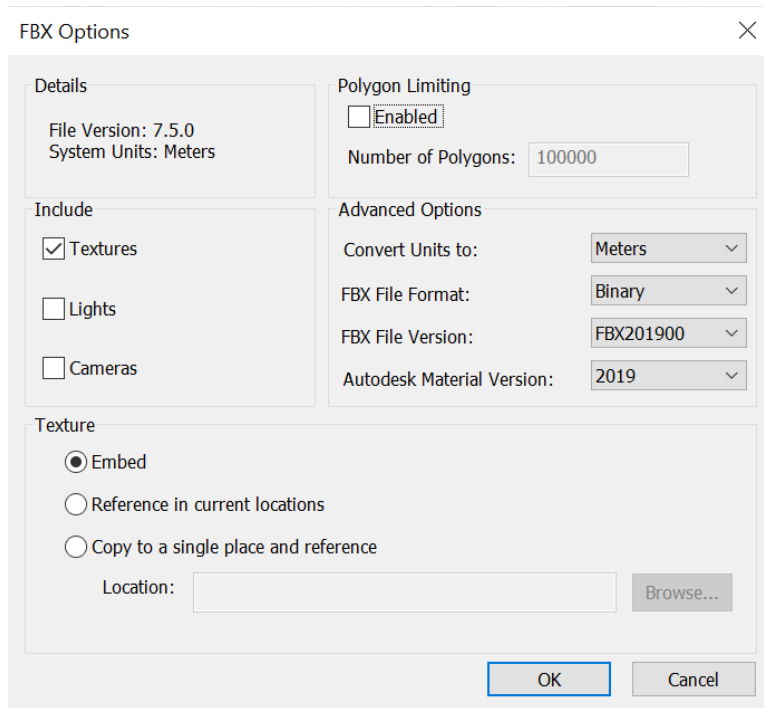 FBX Options
Details
File Version: 7.5.0
System Units: Meters
Polygon Limiting
Enabled
Number of Polygons: 100000
Include
Textures
Lights
Cameras
Advanced Options
Convert Units to: Meters
FBX File Format: Binary
FBX File Version: FBX201900
Autodesk Material Version: 2019
Texture
Embed
Reference in current locations
Copy to a single place and reference
Location: Browse...
OK Cancel